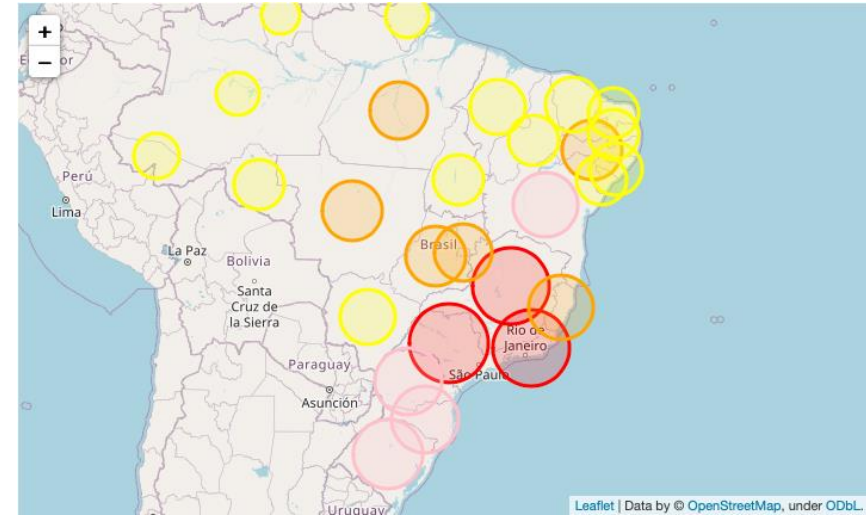 +
−
Perú
Lima
La Paz
Bolivia
Santa
Cruz de
la Sierra
Brasil
Rio de
Janeiro
São Paulo
Paraguay
Asunción
Uruguay
Leaflet | Data by © OpenStreetMap, under ODbL.